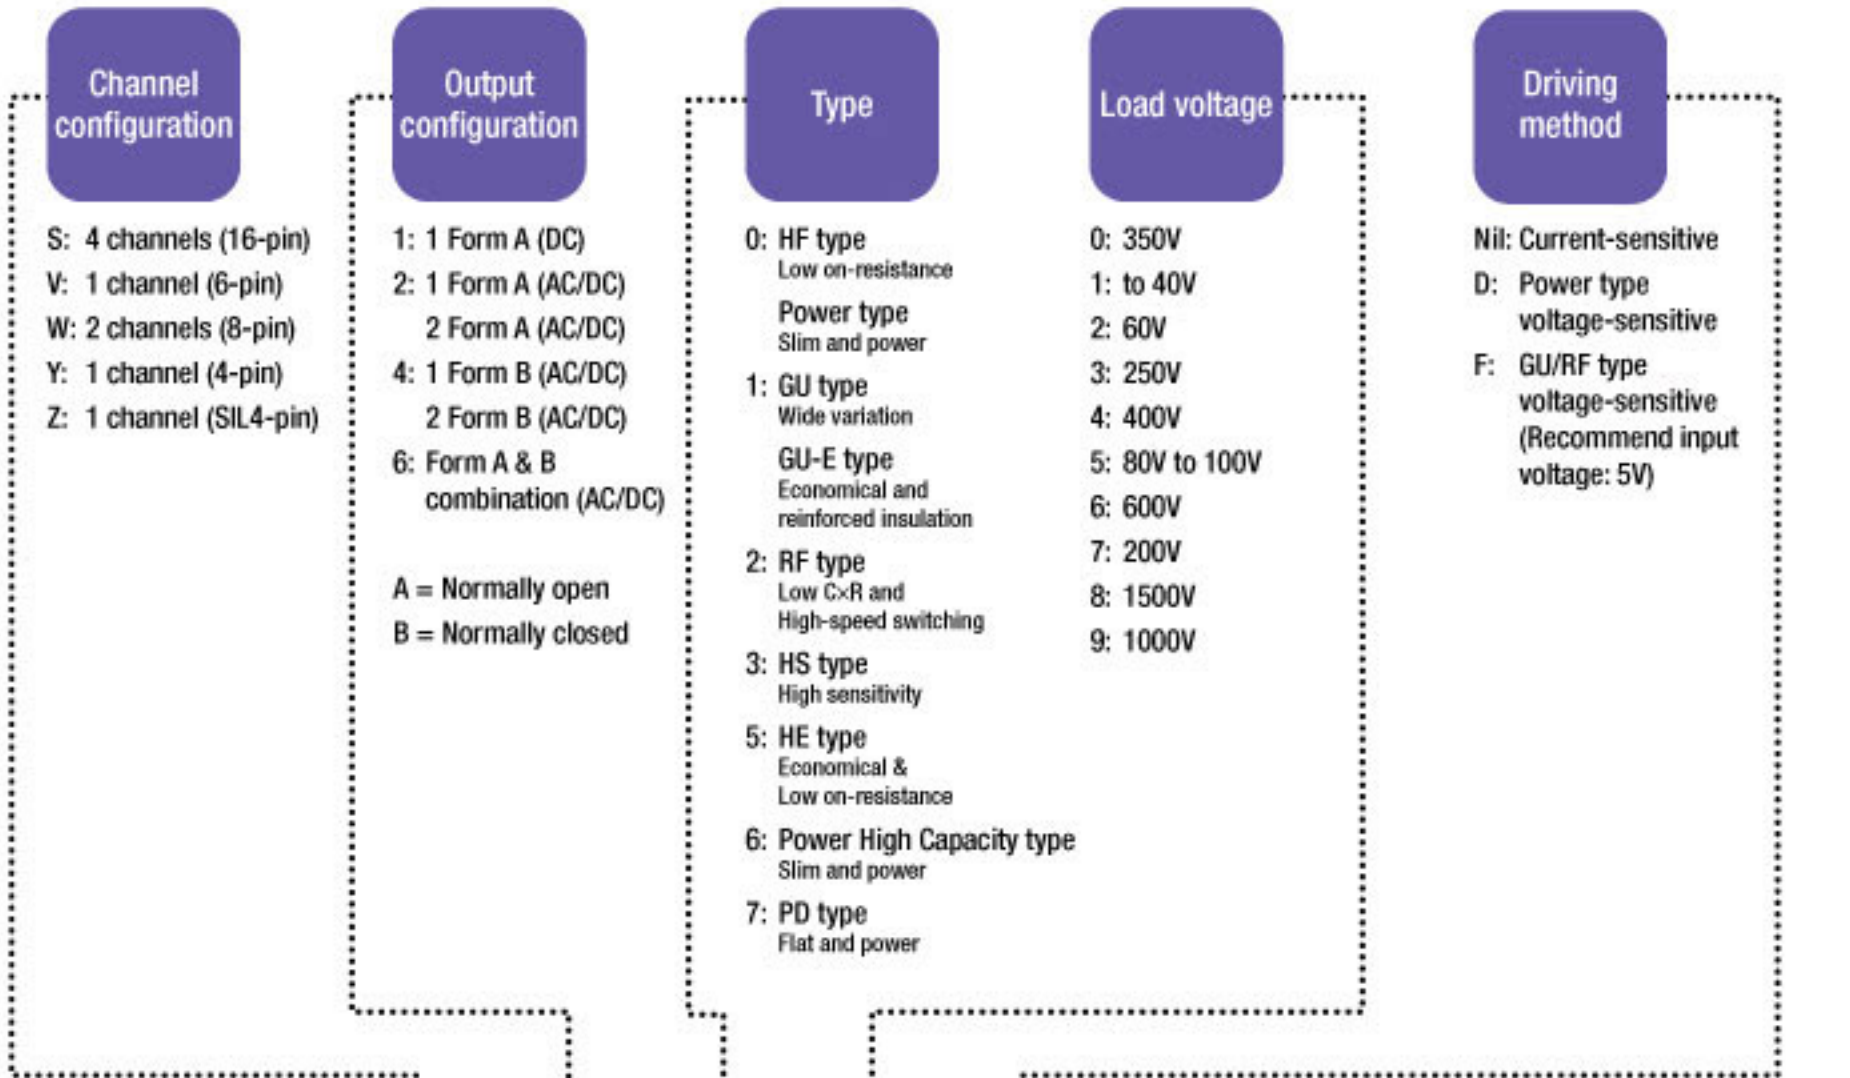 Channel
configuration
S: 4 channels (16-pin)
V: 1 channel (6-pin)
W: 2 channels (8-pin)
Y: 1 channel (4-pin)
Z: 1 channel (SIL4-pin)
Output
configuration
1: 1 Form A (DC)
2: 1 Form A (AC/DC)
2 Form A (AC/DC)
4: 1 Form B (AC/DC)
2 Form B (AC/DC)
6: Form A & B
combination (AC/DC)
A = Normally open
B = Normally closed
Type
0: HF type
Low on-resistance
Power type
Slim and power
1: GU type
Wide variation
GU-E type
Economical and
reinforced insulation
2: RF type
Low C×R and
High-speed switching
3: HS type
High sensitivity
5: HE type
Economical &
Low on-resistance
6: Power High Capacity type
Slim and power
7: PD type
Flat and power
Load voltage
0: 350V
1: to 40V
2: 60V
3: 250V
4: 400V
5: 80V to 100V
6: 600V
7: 200V
8: 1500V
9: 1000V
Driving
method
Nil: Current-sensitive
D: Power type
voltage-sensitive
F: GU/RF type
voltage-sensitive
(Recommend input
voltage: 5V)